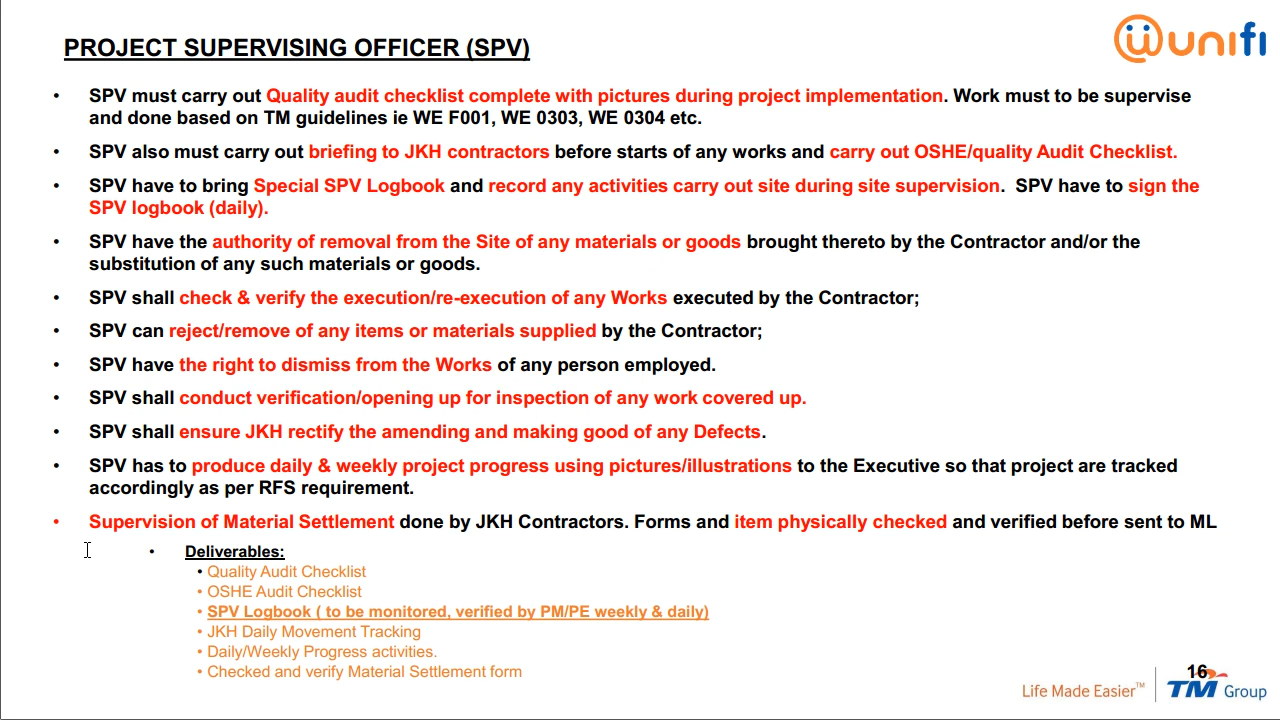 PROJECT SUPERVISING OFFICER (SPV)
unifi
• SPV must carry out Quality audit checklist complete with pictures during project implementation. Work must to be supervise
and done based on TM guidelines ie WE F001, WE 0303, WE 0304 etc.
• SPV also must carry out briefing to JKH contractors before starts of any works and carry out OSHE/quality Audit Checklist.
• SPV have to bring Special SPV Logbook and record any activities carry out site during site supervision. SPV have to sign the
SPV logbook (daily).
• SPV have the authority of removal from the Site of any materials or goods brought thereto by the Contractor and/or the
substitution of any such materials or goods.
• SPV shall check & verify the execution/re-execution of any Works executed by the Contractor;
• SPV can reject/remove of any items or materials supplied by the Contractor;
• SPV have the right to dismiss from the Works of any person employed.
• SPV shall conduct verification/opening up for inspection of any work covered up.
• SPV shall ensure JKH rectify the amending and making good of any Defects.
• SPV has to produce daily & weekly project progress using pictures/illustrations to the Executive so that project are tracked
accordingly as per RFS requirement.
• Supervision of Material Settlement done by JKH Contractors. Forms and item physically checked and verified before sent to ML
• Deliverables:
• Quality Audit Checklist
• OSHE Audit Checklist
• SPV Logbook ( to be monitored, verified by PM/PE weekly & daily)
• JKH Daily Movement Tracking
• Daily/Weekly Progress activities.
• Checked and verify Material Settlement form
16
Life Made Easier™ TM Group